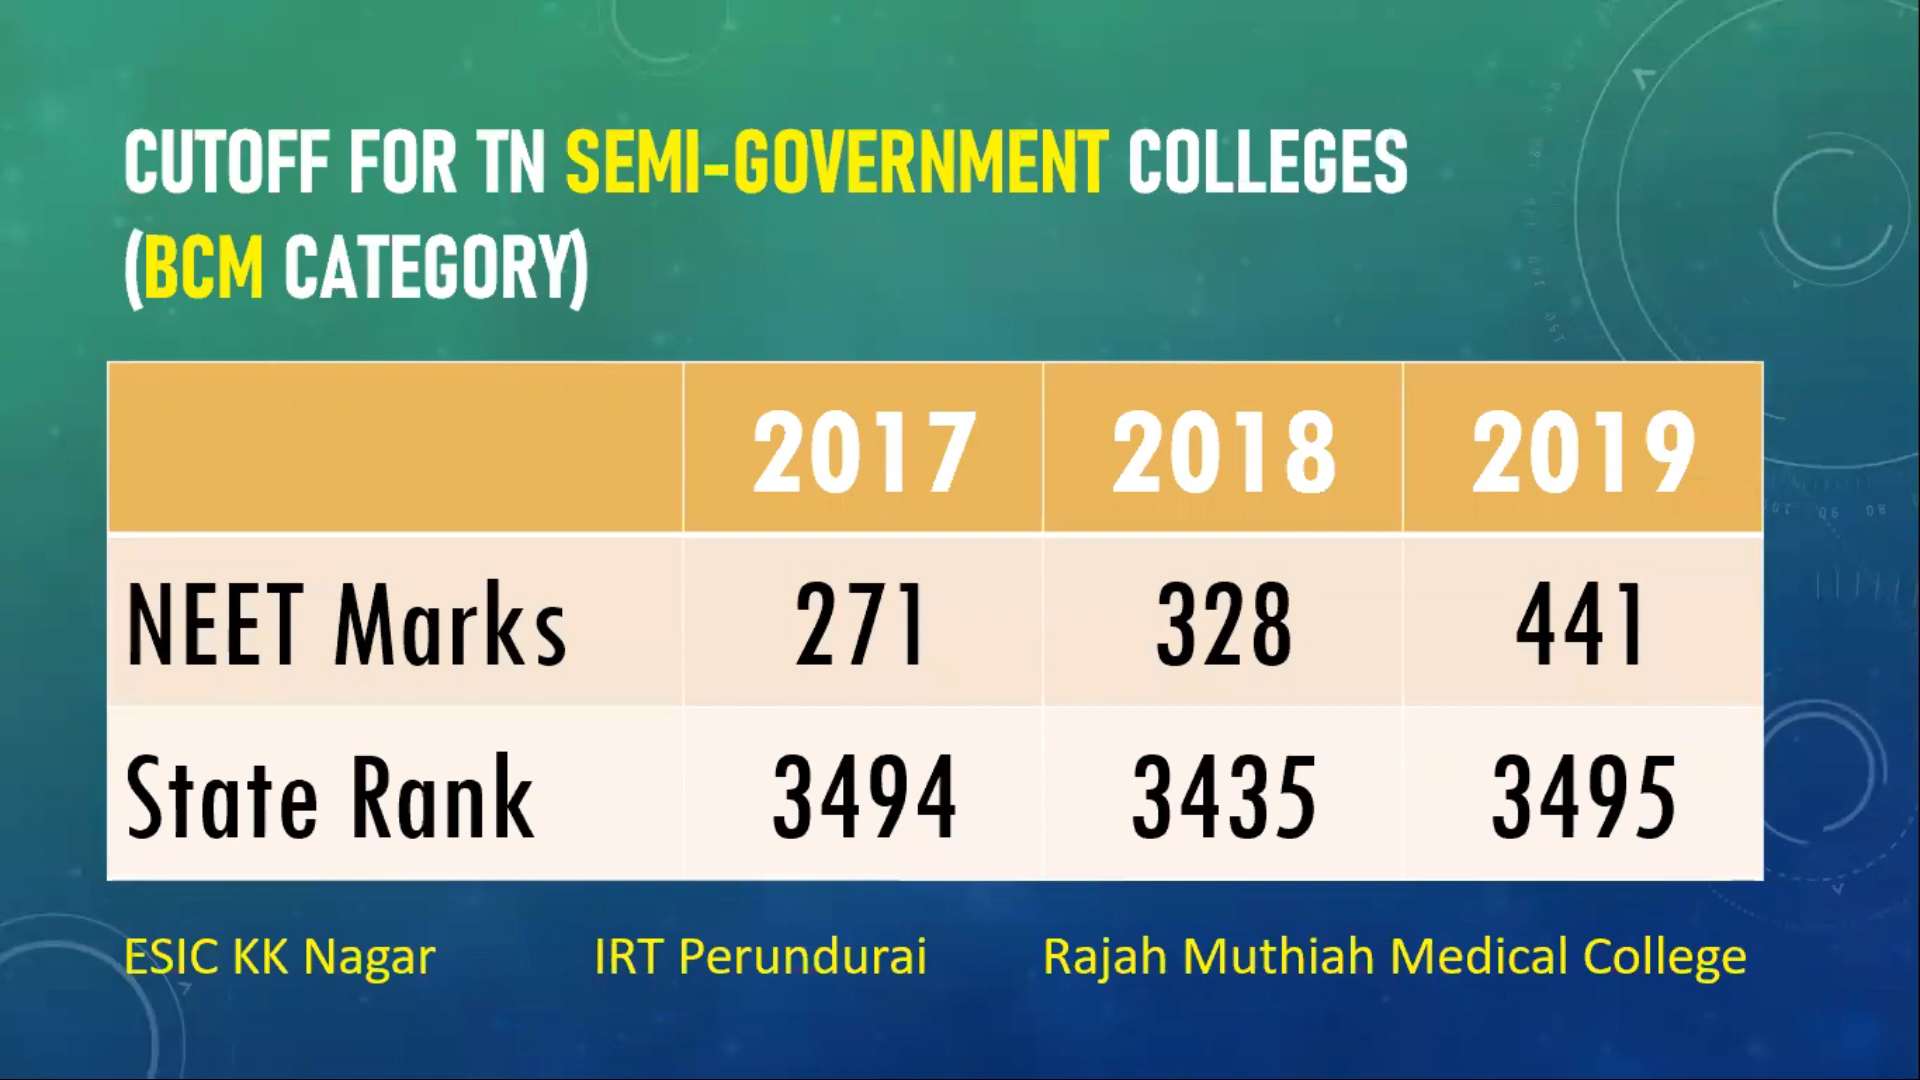 CUTOFF FOR TN SEMI-GOVERNMENT COLLEGES
(BCM CATEGORY)
2017 2018 2019
NEET Marks 271 328 441
State Rank 3494 3435 3495
ESIC KK Nagar IRT Perundurai Rajah Muthiah Medical College